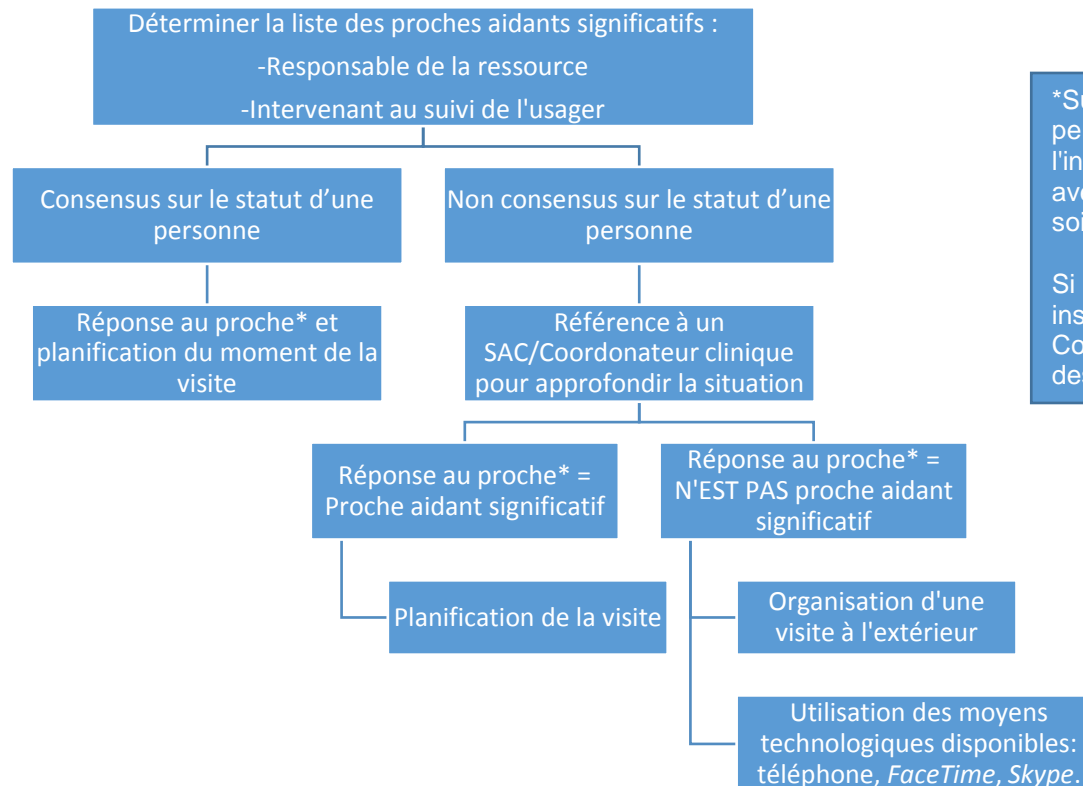 Déterminer la liste des proches aidants significatifs :
-Responsable de la ressource
-Intervenant au suivi de l'usager
Consensus sur le statut d’une
personne
Non consensus sur le statut d’une
personne
Réponse au proche* et
planification du moment de la
visite
Référence à un
SAC/Coordonateur clinique
pour approfondir la situation
Réponse au proche* =
Proche aidant significatif
Réponse au proche* =
N'EST PAS proche aidant
significatif
Planification de la visite
Organisation d'une
visite à l'extérieur
Utilisation des moyens
technologiques disponibles:
téléphone, FaceTime, Skype.
Si